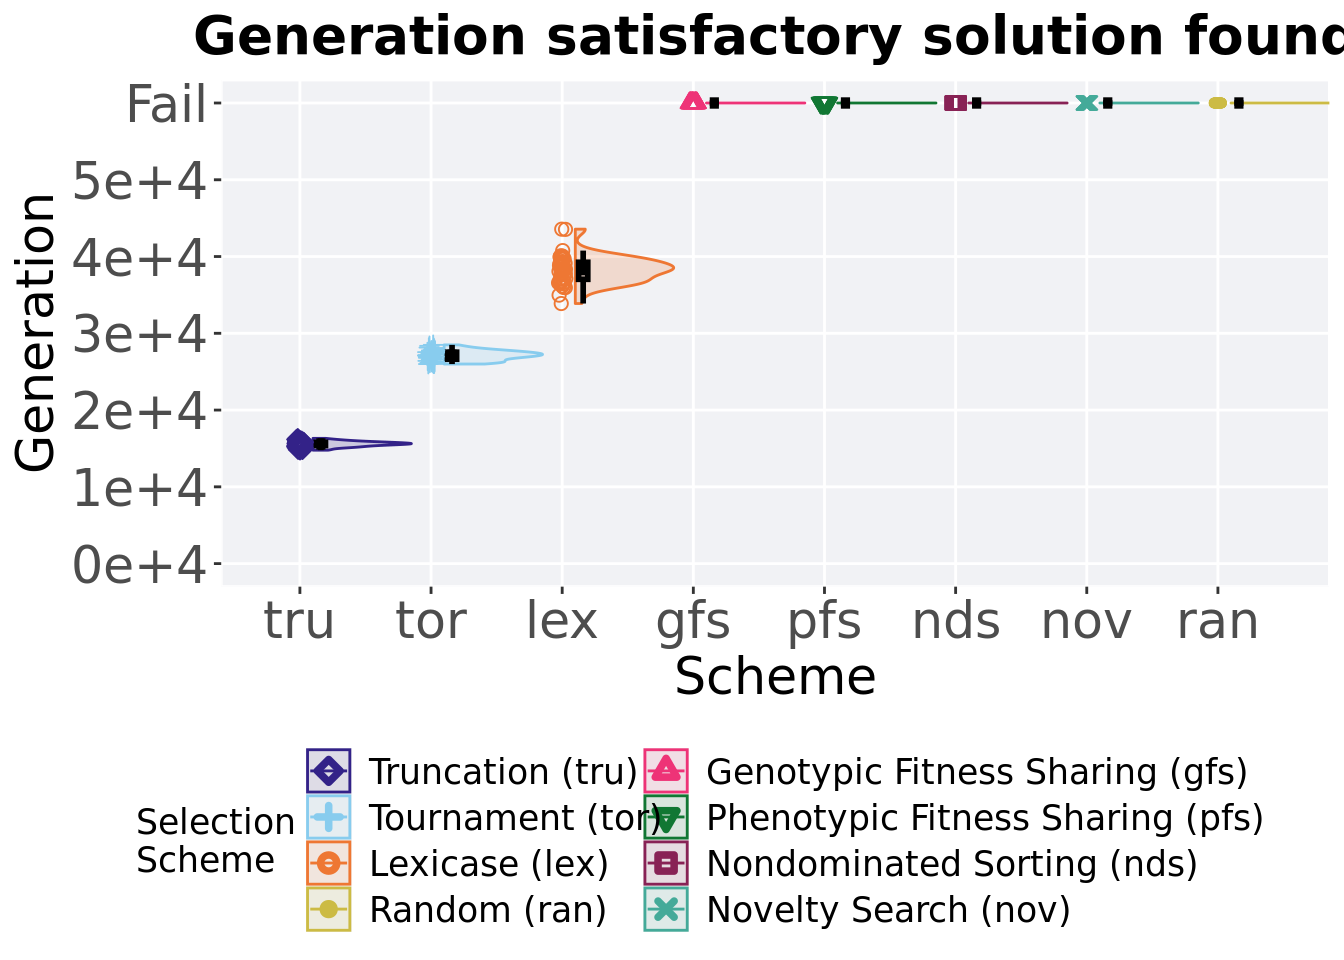 Generation satisfactory solution found
Generation
Fail
5e+4
4e+4
3e+4
2e+4
1e+4
0e+4
tru tor lex gfs pfs nds nov ran
Scheme
Selection
Scheme
Truncation (tru)
Tournament (tor)
Lexicase (lex)
Random (ran)
Genotypic Fitness Sharing (gfs)
Phenotypic Fitness Sharing (pfs)
Nondominated Sorting (nds)
Novelty Search (nov)